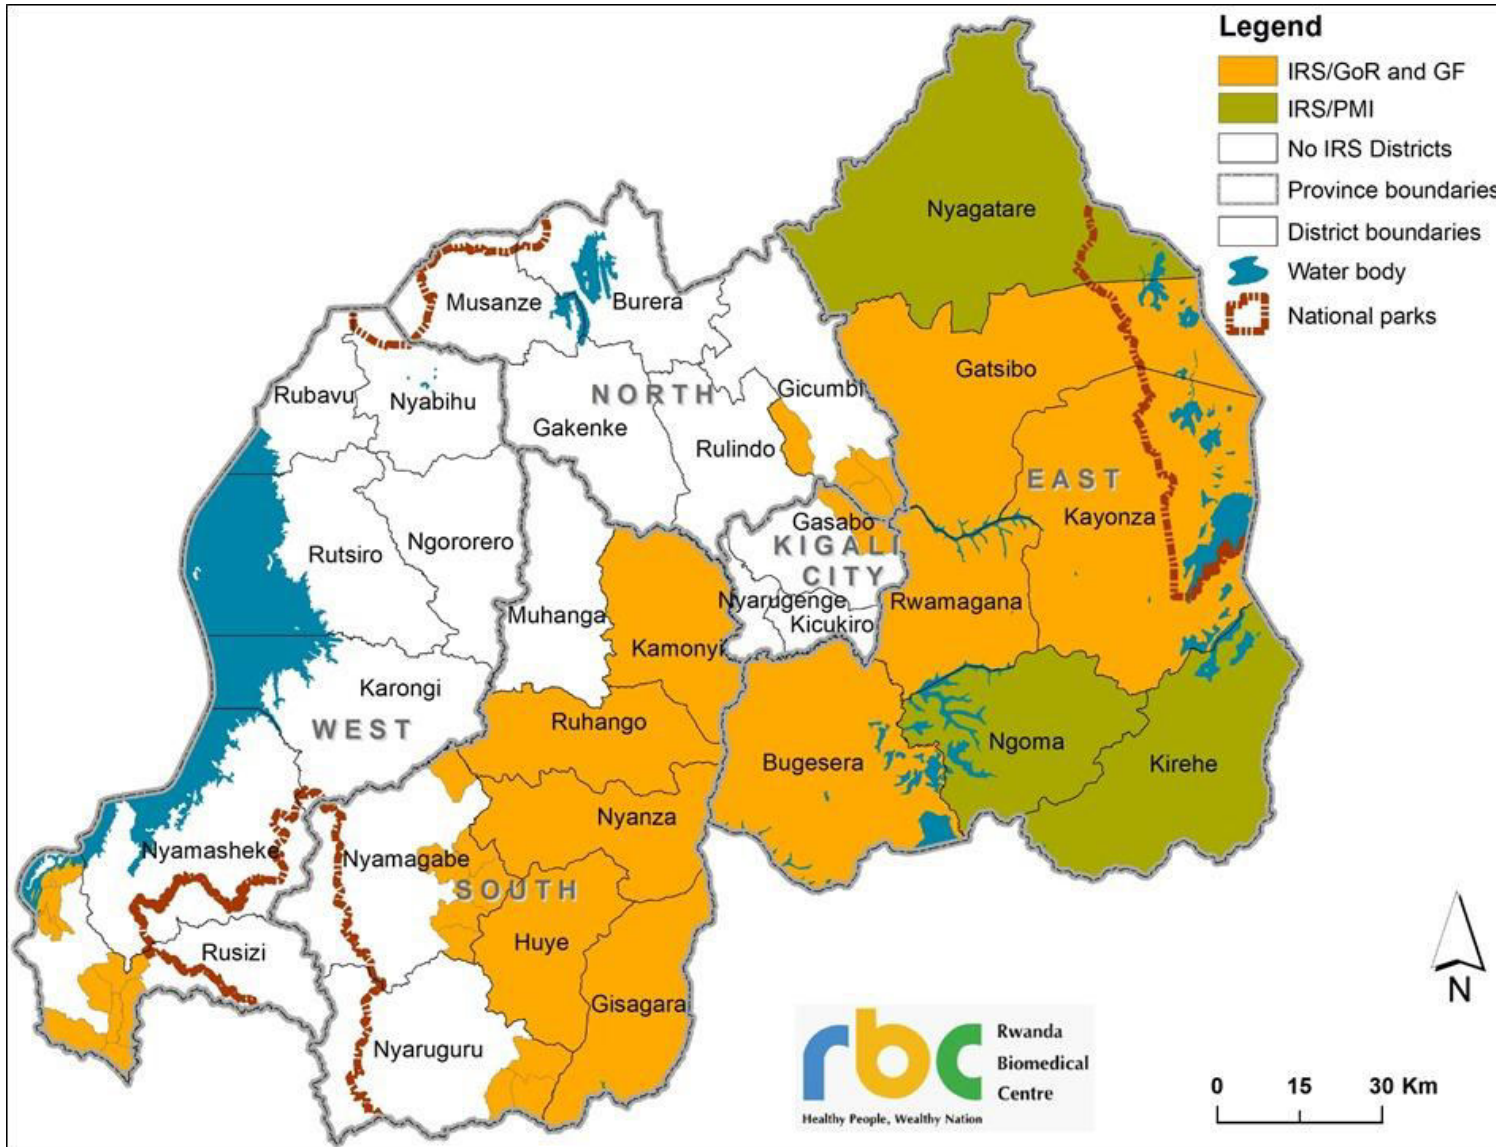 Legend
IRS/GoR and GF
IRS/PMI
No IRS Districts
Province boundaries
District boundaries
Water body
National parks
Nyagatare
Musanze
Burera
Gatsibo
Gicumbi
Rubavu
Nyabihu
NORTH
Gakenke
Rulindo
EAST
Kayonza
Gasabo
KIGALI
CITY
Rutsiro
Ngororero
Nyarugenge
Kicukiro
Rwamagana
Muhanga
Kamonyi
Karongi
WEST
Ruhango
Bugesera
Ngoma
Kirehe
Nyanza
Nyamasheke
Nyamagabe
SOUTH
Huye
Rusizi
Gisagara
Nyaruguru
rbc
Rwanda
Biomedical
Centre
Healthy People, Wealthy Nation
N
0 15 30 Km